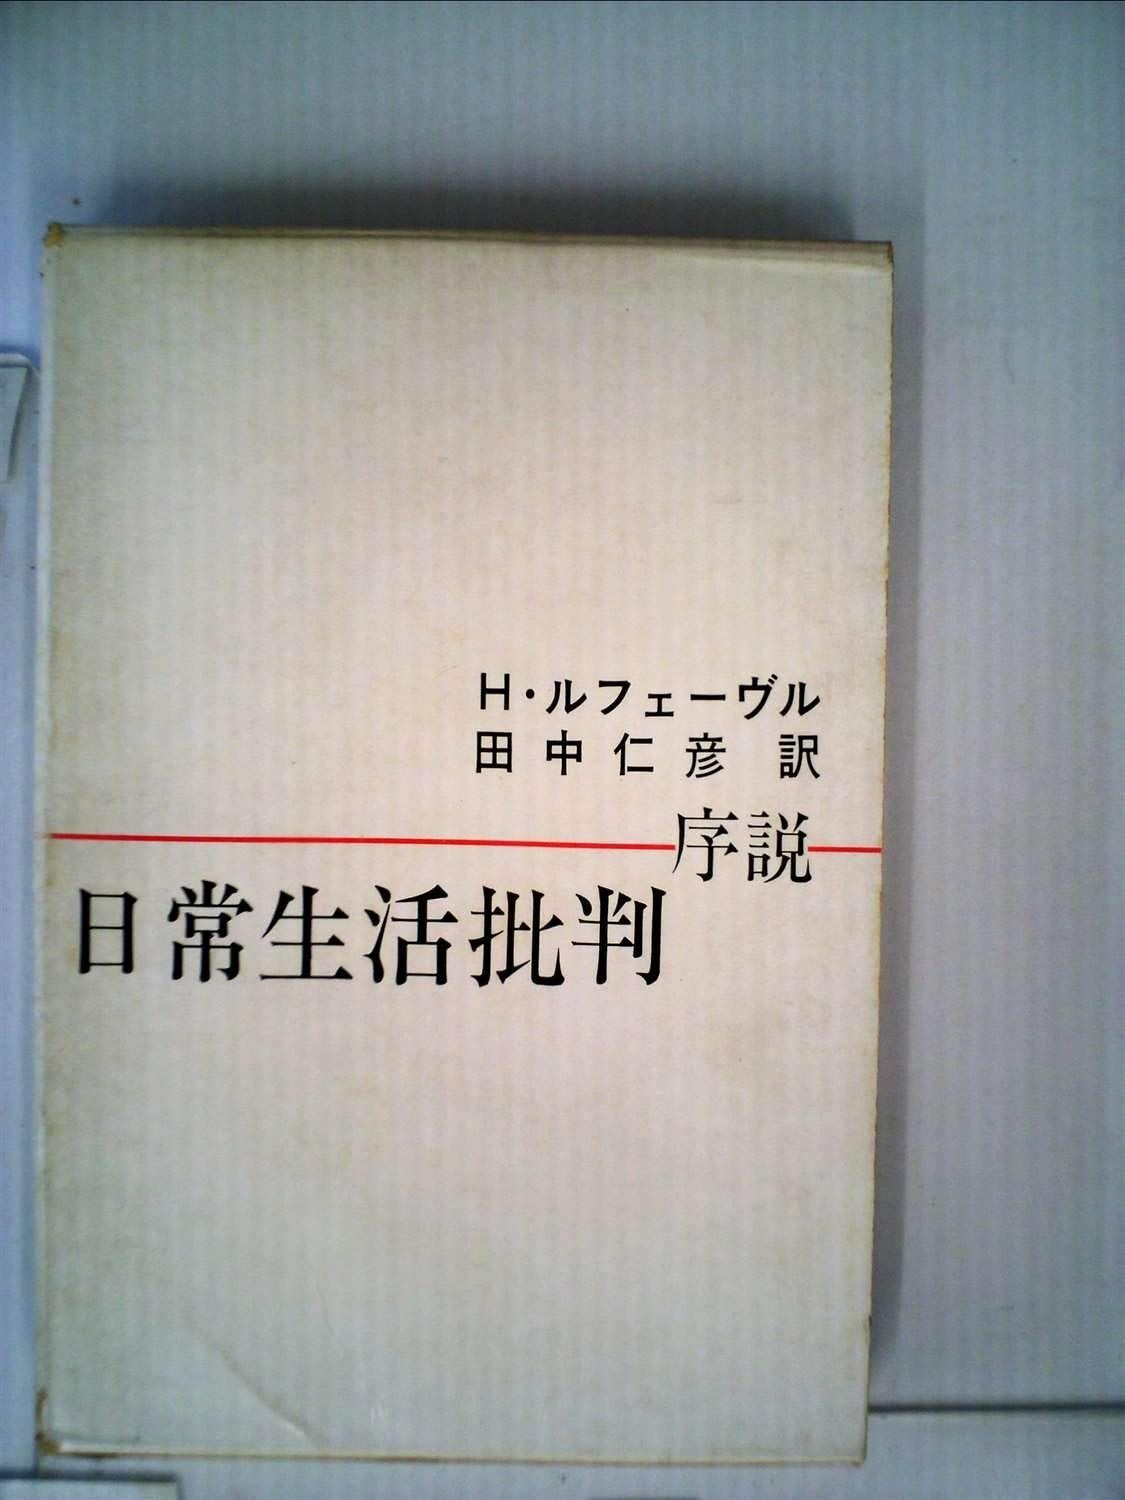 H・ルフェーヴル
田中仁彦 訳
序説
日常生活批判